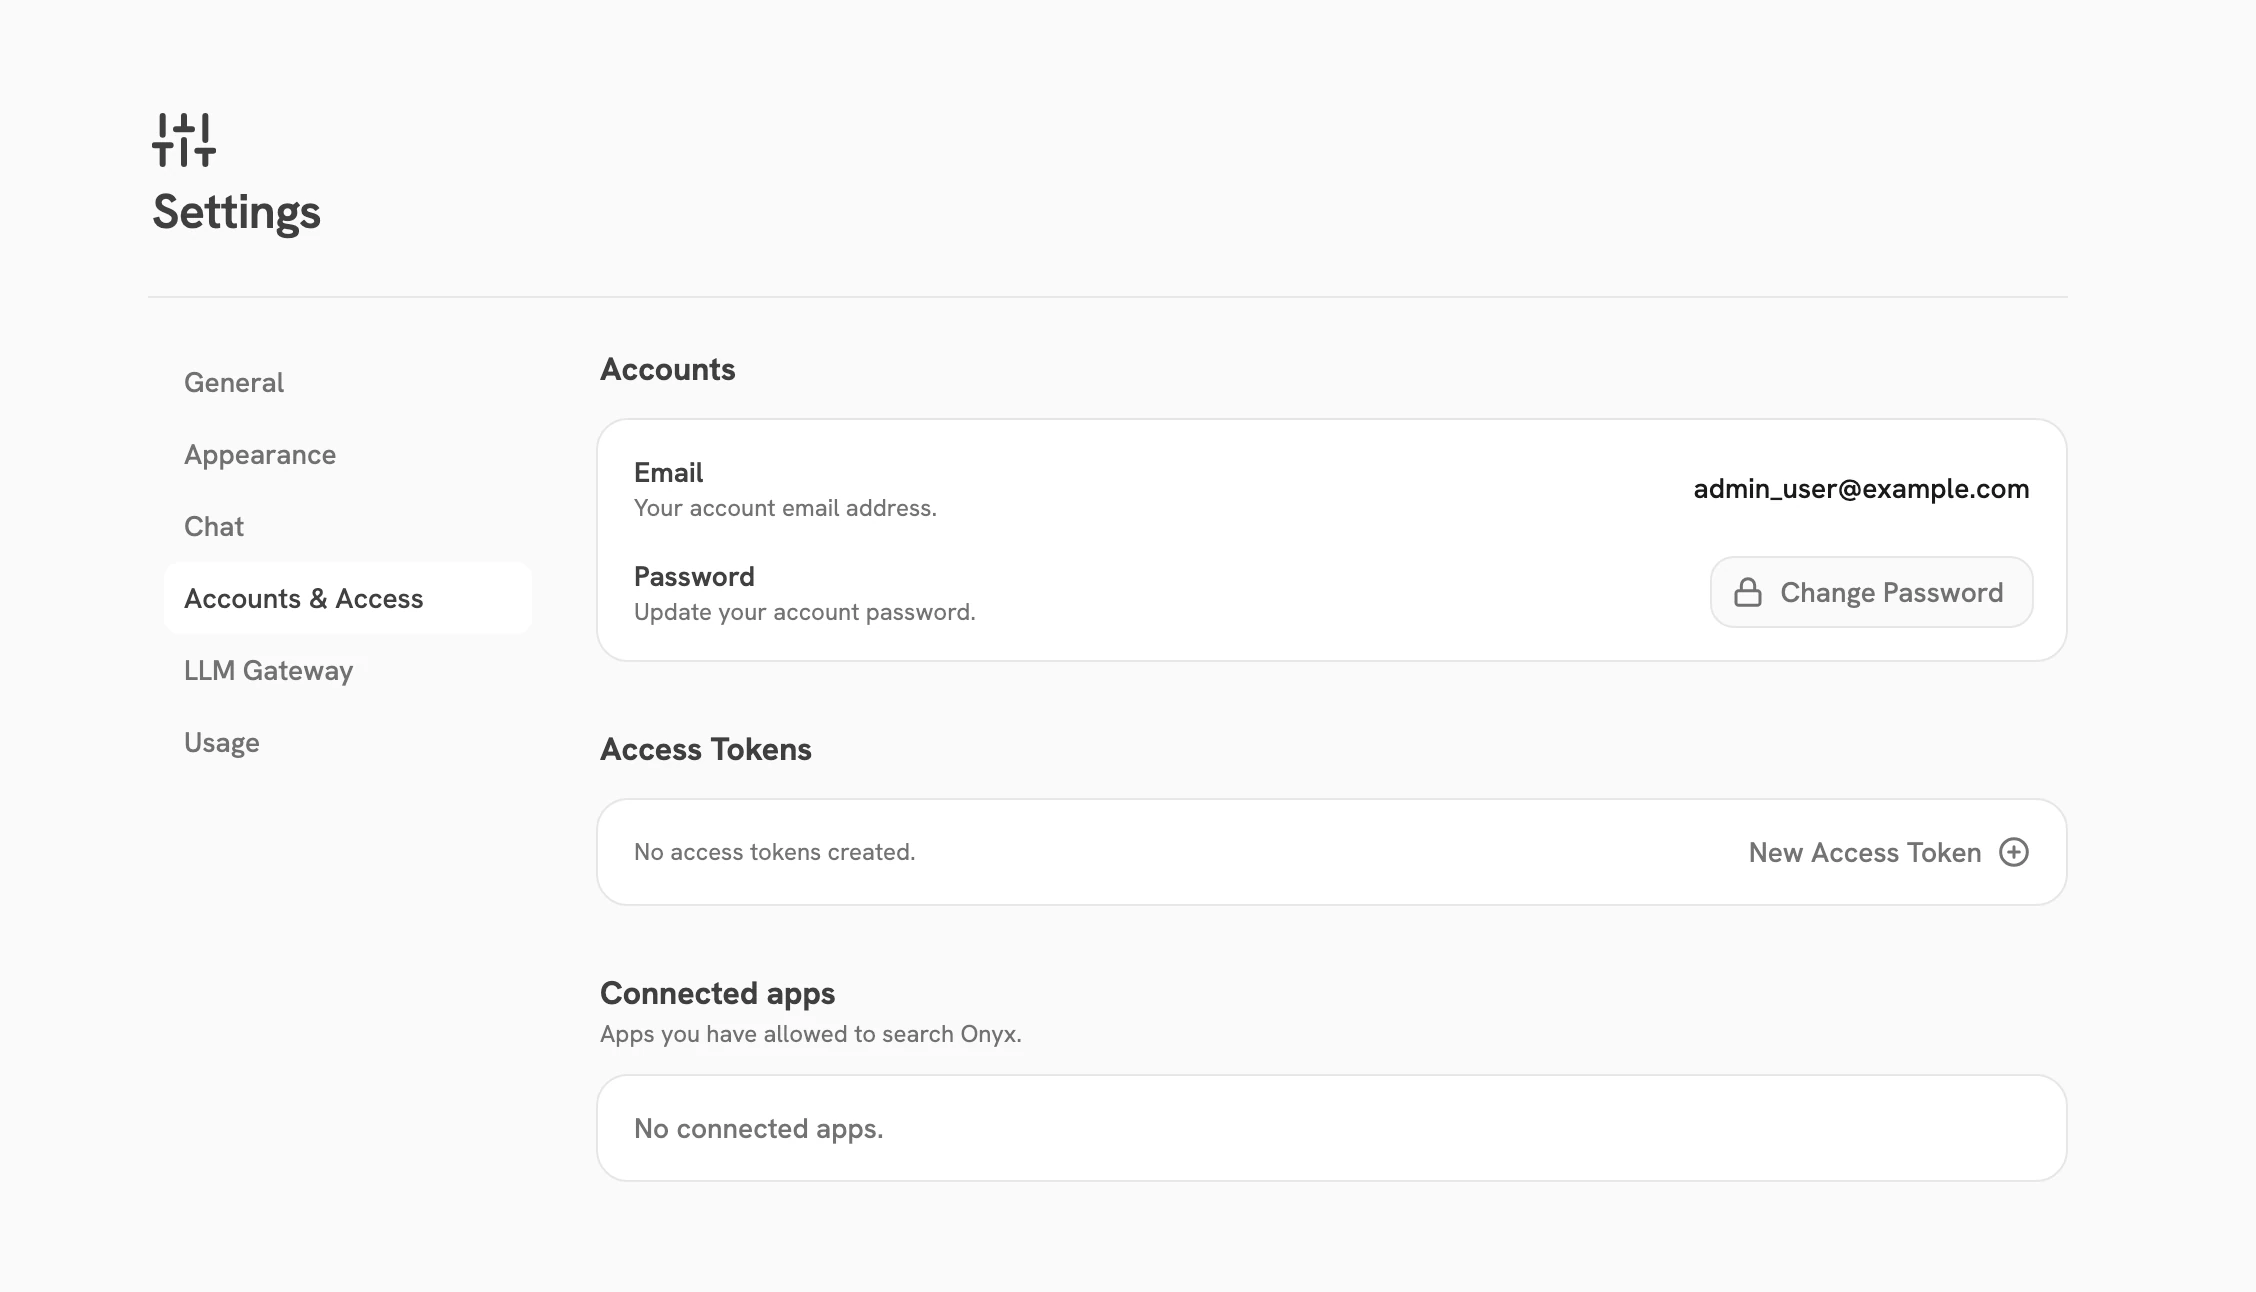 Settings
General
Appearance
Chat
Accounts & Access
LLM Gateway
Usage
Accounts
Email
Your account email address.
admin_user@example.com
Password
Update your account password.
Change Password
Access Tokens
No access tokens created.
New Access Token
Connected apps
Apps you have allowed to search Onyx.
No connected apps.